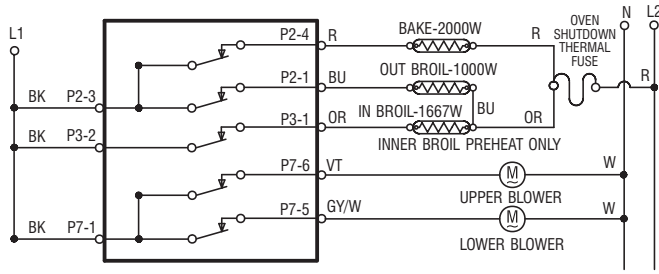 L1
N L2
P2-4 R BAKE-2000W R
OVEN
SHUTDOWN
THERMAL
FUSE
BK P2-3 P2-1 BU OUT BROIL-1000W R
BK P3-2 P3-1 OR IN BROIL-1667W BU OR
INNER BROIL PREHEAT ONLY
P7-6 VT M W
UPPER BLOWER
BK P7-1 P7-5 GY/W M W
LOWER BLOWER